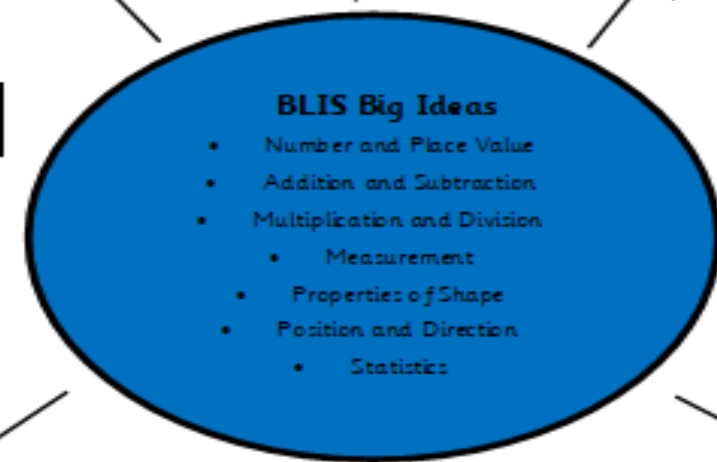 BLIS Big Ideas
• Number and Place Value
• Addition and Subtraction
• Multiplication and Division
• Measurement
• Properties of Shape
• Position and Direction
• Statistics